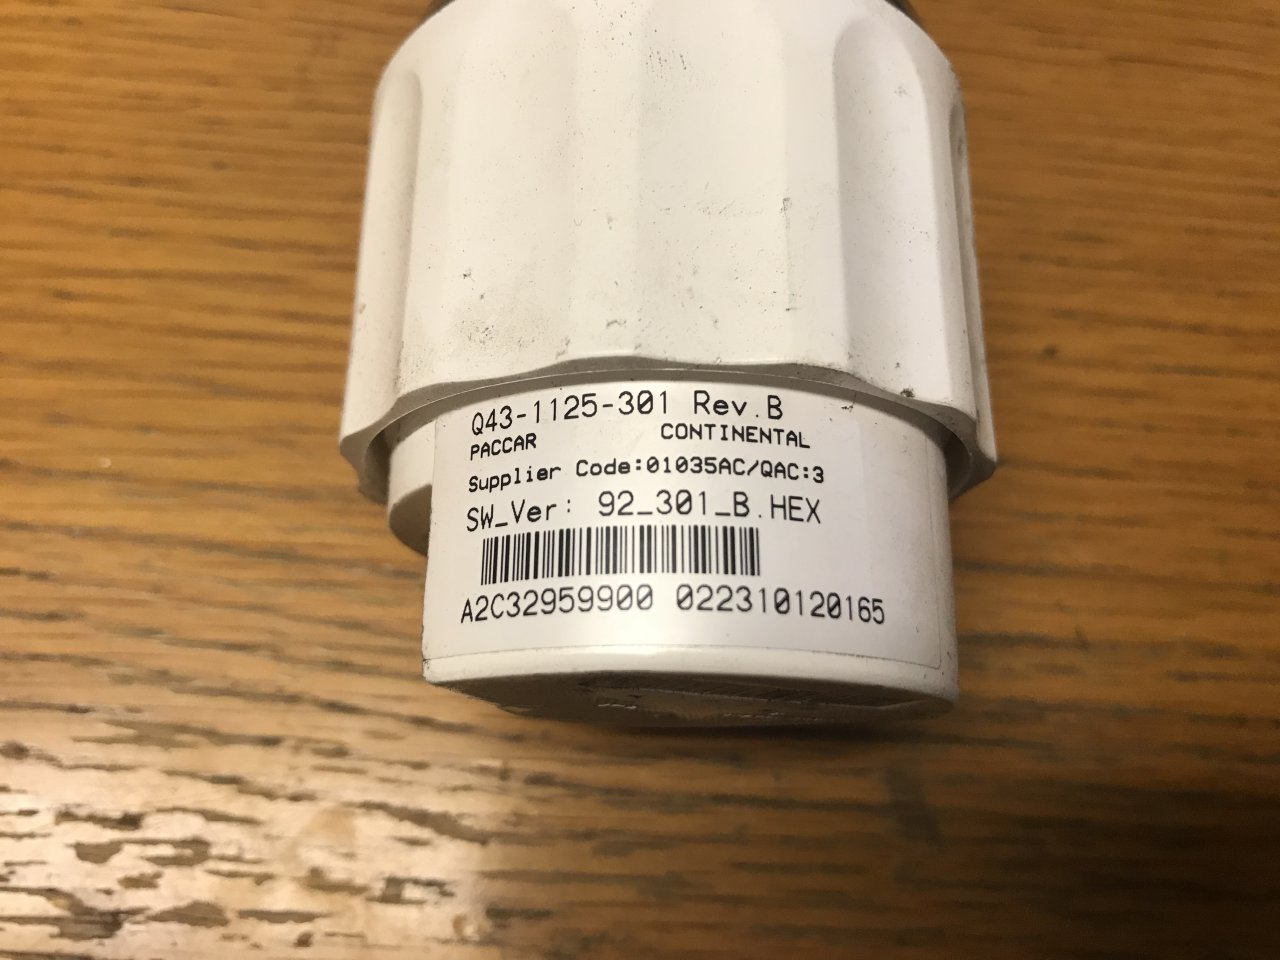 Q43-1125-301 Rev.B
PACCAR CONTINENTAL
Supplier Code:01035AC/QAC:3
SW_Ver: 92_301_B.HEX
A2C32959900 022310120165